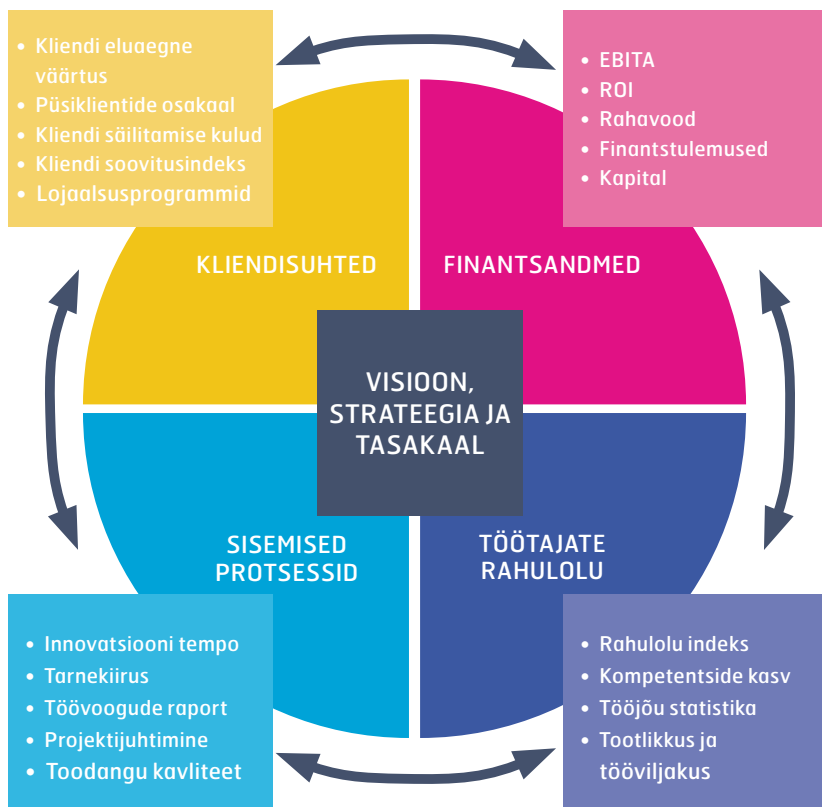 • Kliendi eluaegne
väärtus
• Püsiklientide osakaal
• Kliendi säilitamise kulud
• Kliendi soovitusindeks
• Lojaalsusprogrammid
• EBITA
• ROI
• Rahavood
• Finantstulemused
• Kapital
KLIENDISUHTED
FINANTSANDMED
VISIOON,
STRATEEGIA JA
TASAKAAL
SISEMISED
PROTSESSID
TÖÖTAJATE
RAHULOLU
• Innovatsiooni tempo
• Tarnekiirus
• Töövoogude raport
• Projektijuhtimine
• Toodangu kavliteet
• Rahulolu indeks
• Kompetentside kasv
• Tööjõu statistika
• Tootlikkus ja
tööviljakus